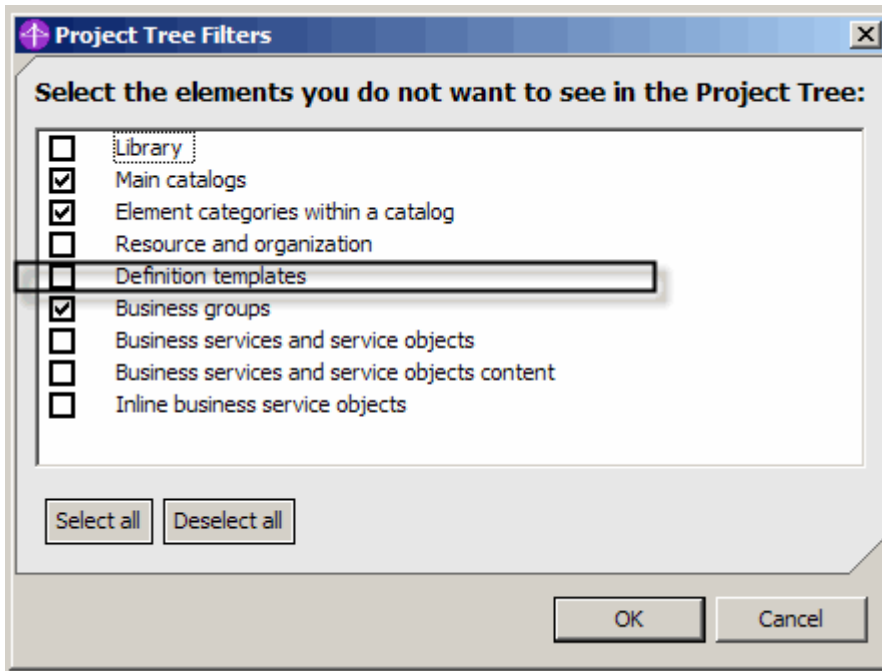 Project Tree Filters
Select the elements you do not want to see in the Project Tree:
Library
Main catalogs
Element categories within a catalog
Resource and organization
Definition templates
Business groups
Business services and service objects
Business services and service objects content
Inline business service objects
Select all Deselect all
OK Cancel